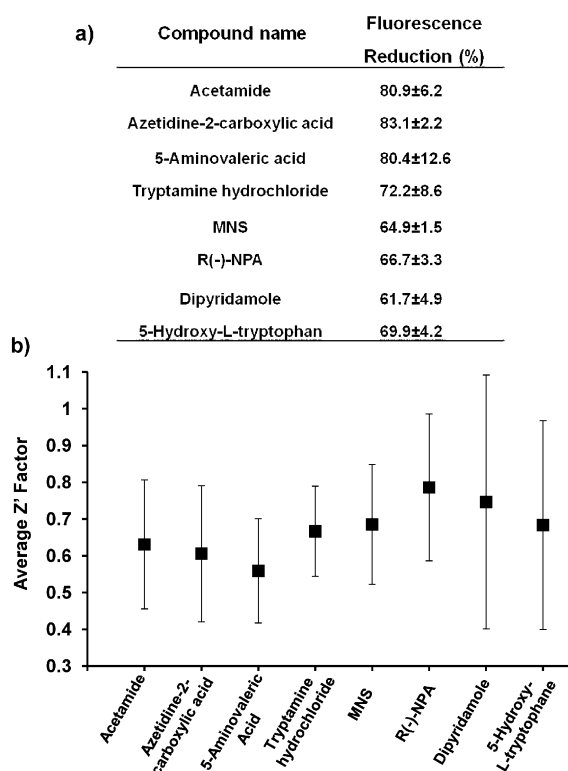 a)
Compound name
Fluorescence
Reduction (%)
Acetamide 80.9±6.2
Azetidine-2-carboxylic acid 83.1±2.2
5-Aminovaleric acid 80.4±12.6
Tryptamine hydrochloride 72.2±8.6
MNS 64.9±1.5
R(-)-NPA 66.7±3.3
Dipyridamole 61.7±4.9
5-Hydroxy-L-tryptophan 69.9±4.2
b)
Average Z' Factor
1.1
1
0.9
0.8
0.7
0.6
0.5
0.4
0.3
Acetamide
Azetidine-2-
carboxylic acid
5-Aminovaleric
Acid
Tryptamine
hydrochloride
MNS
R(-)-NPA
Dipyridamole
5-Hydroxy-
L-tryptophane